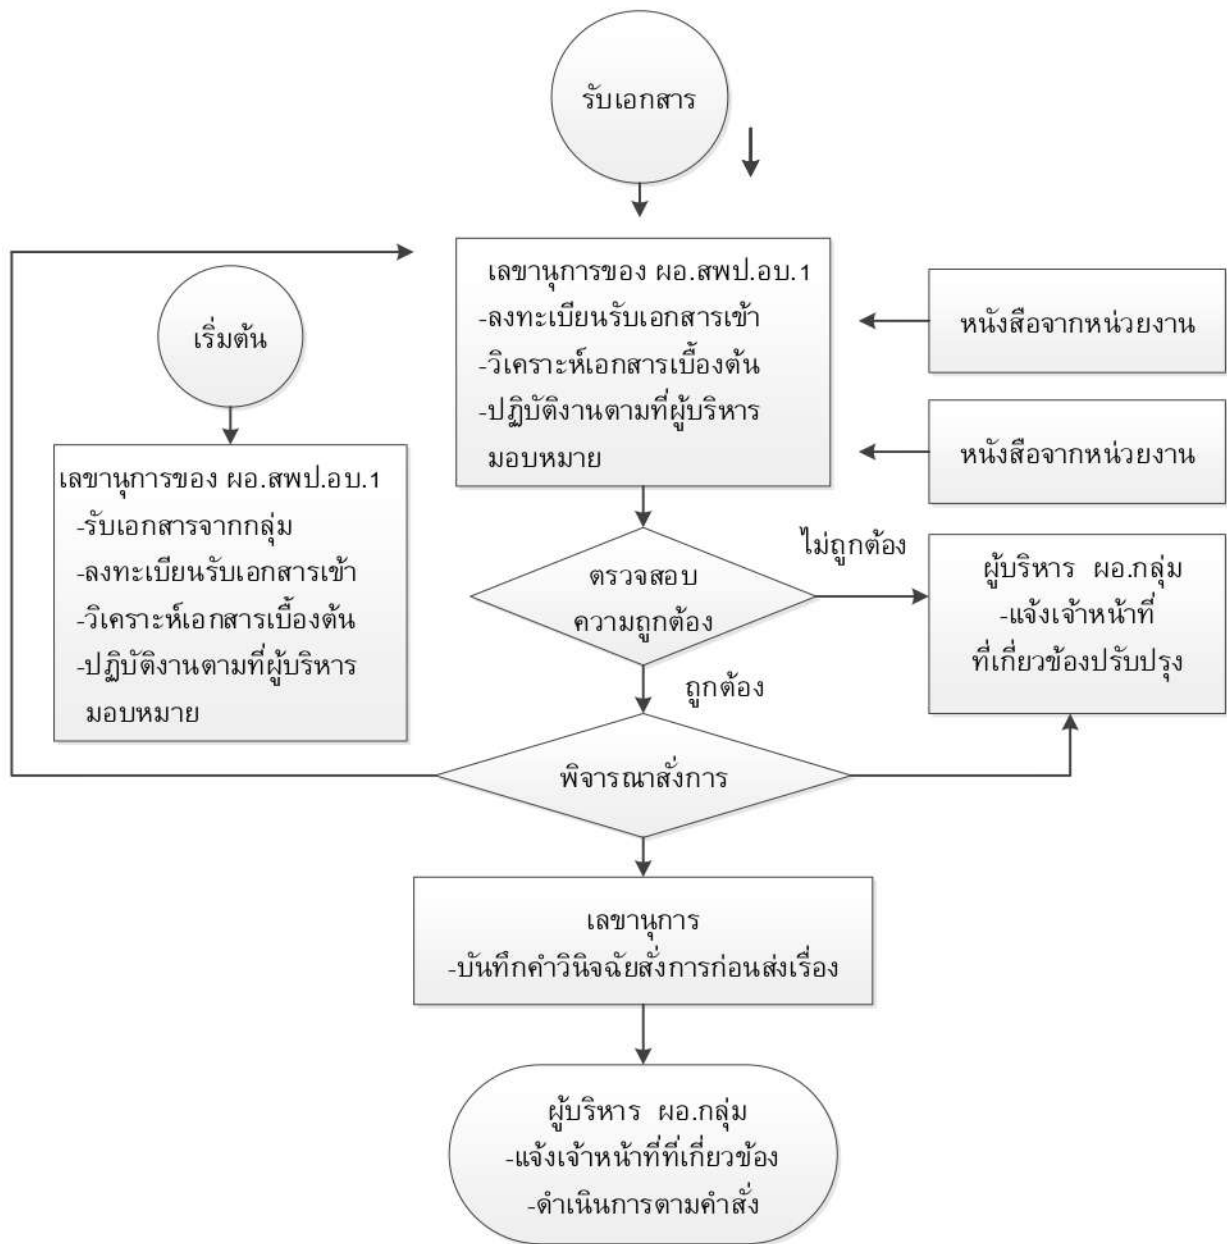 รับเอกสาร
เลขานุการของ ผอ.สพป.อบ.1
-ลงทะเบียนรับเอกสารเข้า
-วิเคราะห์เอกสารเบื้องต้น
-ปฏิบัติงานตามที่ผู้บริหาร
มอบหมาย
หนังสือจากหน่วยงาน
หนังสือจากหน่วยงาน
เริ่มต้น
เลขานุการของ ผอ.สพป.อบ.1
-รับเอกสารจากกลุ่ม
-ลงทะเบียนรับเอกสารเข้า
-วิเคราะห์เอกสารเบื้องต้น
-ปฏิบัติงานตามที่ผู้บริหาร
มอบหมาย
ตรวจสอบ
ความถูกต้อง
ไม่ถูกต้อง
ผู้บริหาร ผอ.กลุ่ม
-แจ้งเจ้าหน้าที่
ที่เกี่ยวข้องปรับปรุง
ถูกต้อง
พิจารณาสั่งการ
เลขานุการ
-บันทึกคำวินิจฉัยสั่งการก่อนส่งเรื่อง
ผู้บริหาร ผอ.กลุ่ม
-แจ้งเจ้าหน้าที่ที่เกี่ยวข้อง
-ดำเนินการตามคำสั่ง